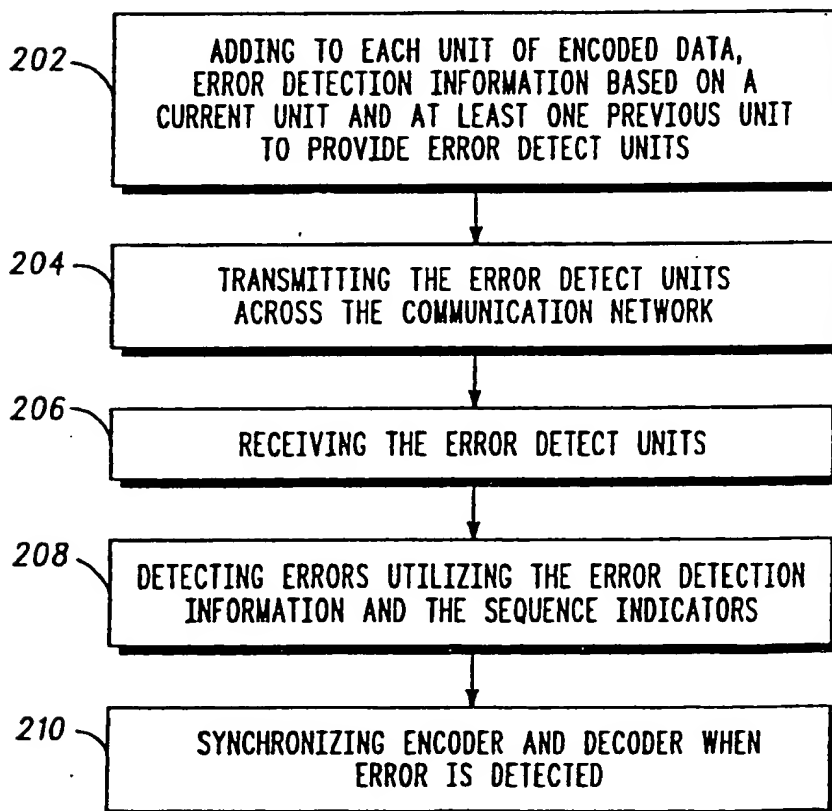 202
ADDING TO EACH UNIT OF ENCODED DATA,
ERROR DETECTION INFORMATION BASED ON A
CURRENT UNIT AND AT LEAST ONE PREVIOUS UNIT
TO PROVIDE ERROR DETECT UNITS
204
TRANSMITTING THE ERROR DETECT UNITS
ACROSS THE COMMUNICATION NETWORK
206
RECEIVING THE ERROR DETECT UNITS
208
DETECTING ERRORS UTILIZING THE ERROR DETECTION
INFORMATION AND THE SEQUENCE INDICATORS
210
SYNCHRONIZING ENCODER AND DECODER WHEN
ERROR IS DETECTED